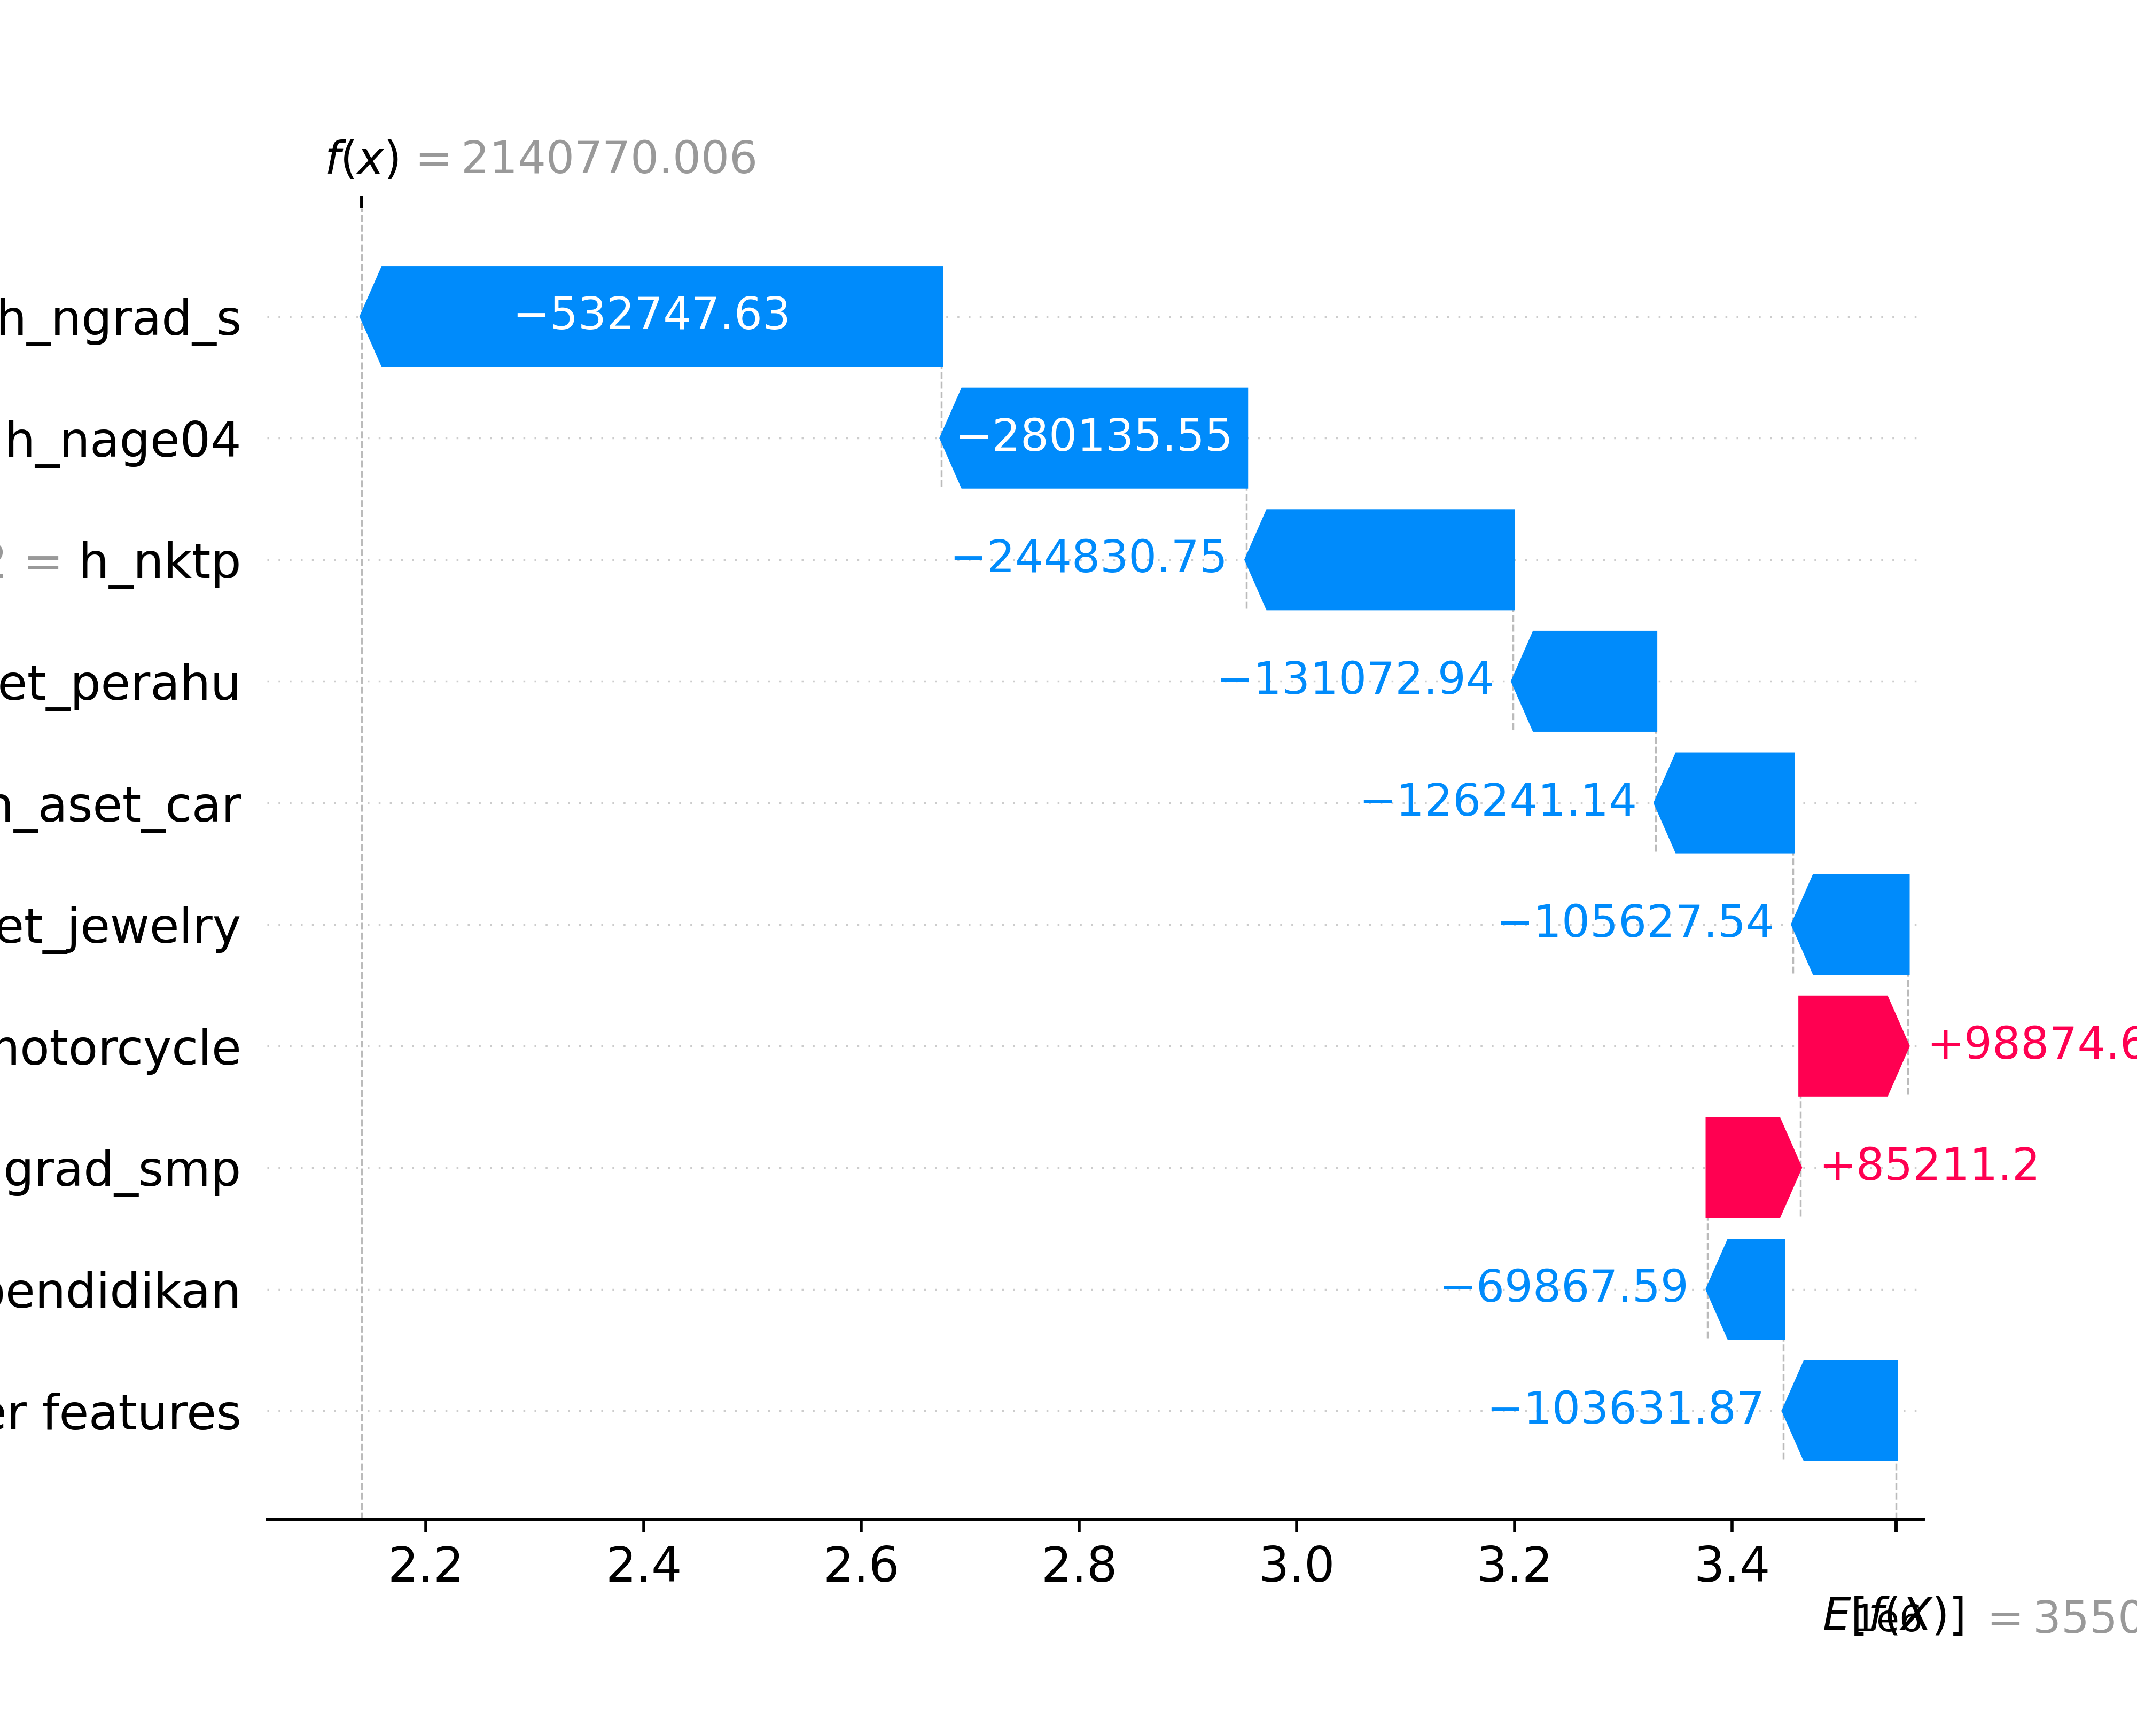 f(x) = 2140770.006
h_ngrad_s
−532747.63
h_nage04
−280135.55
= h_nktp
−244830.75
et_perahu
−131072.94
_aset_car
−126241.14
et_jewelry
−105627.54
otorcycle
+98874.6
grad_smp
+85211.2
endidikan
−69867.59
r features
−103631.87
2.2 2.4 2.6 2.8 3.0 3.2 3.4
E[f(X)] = 3550